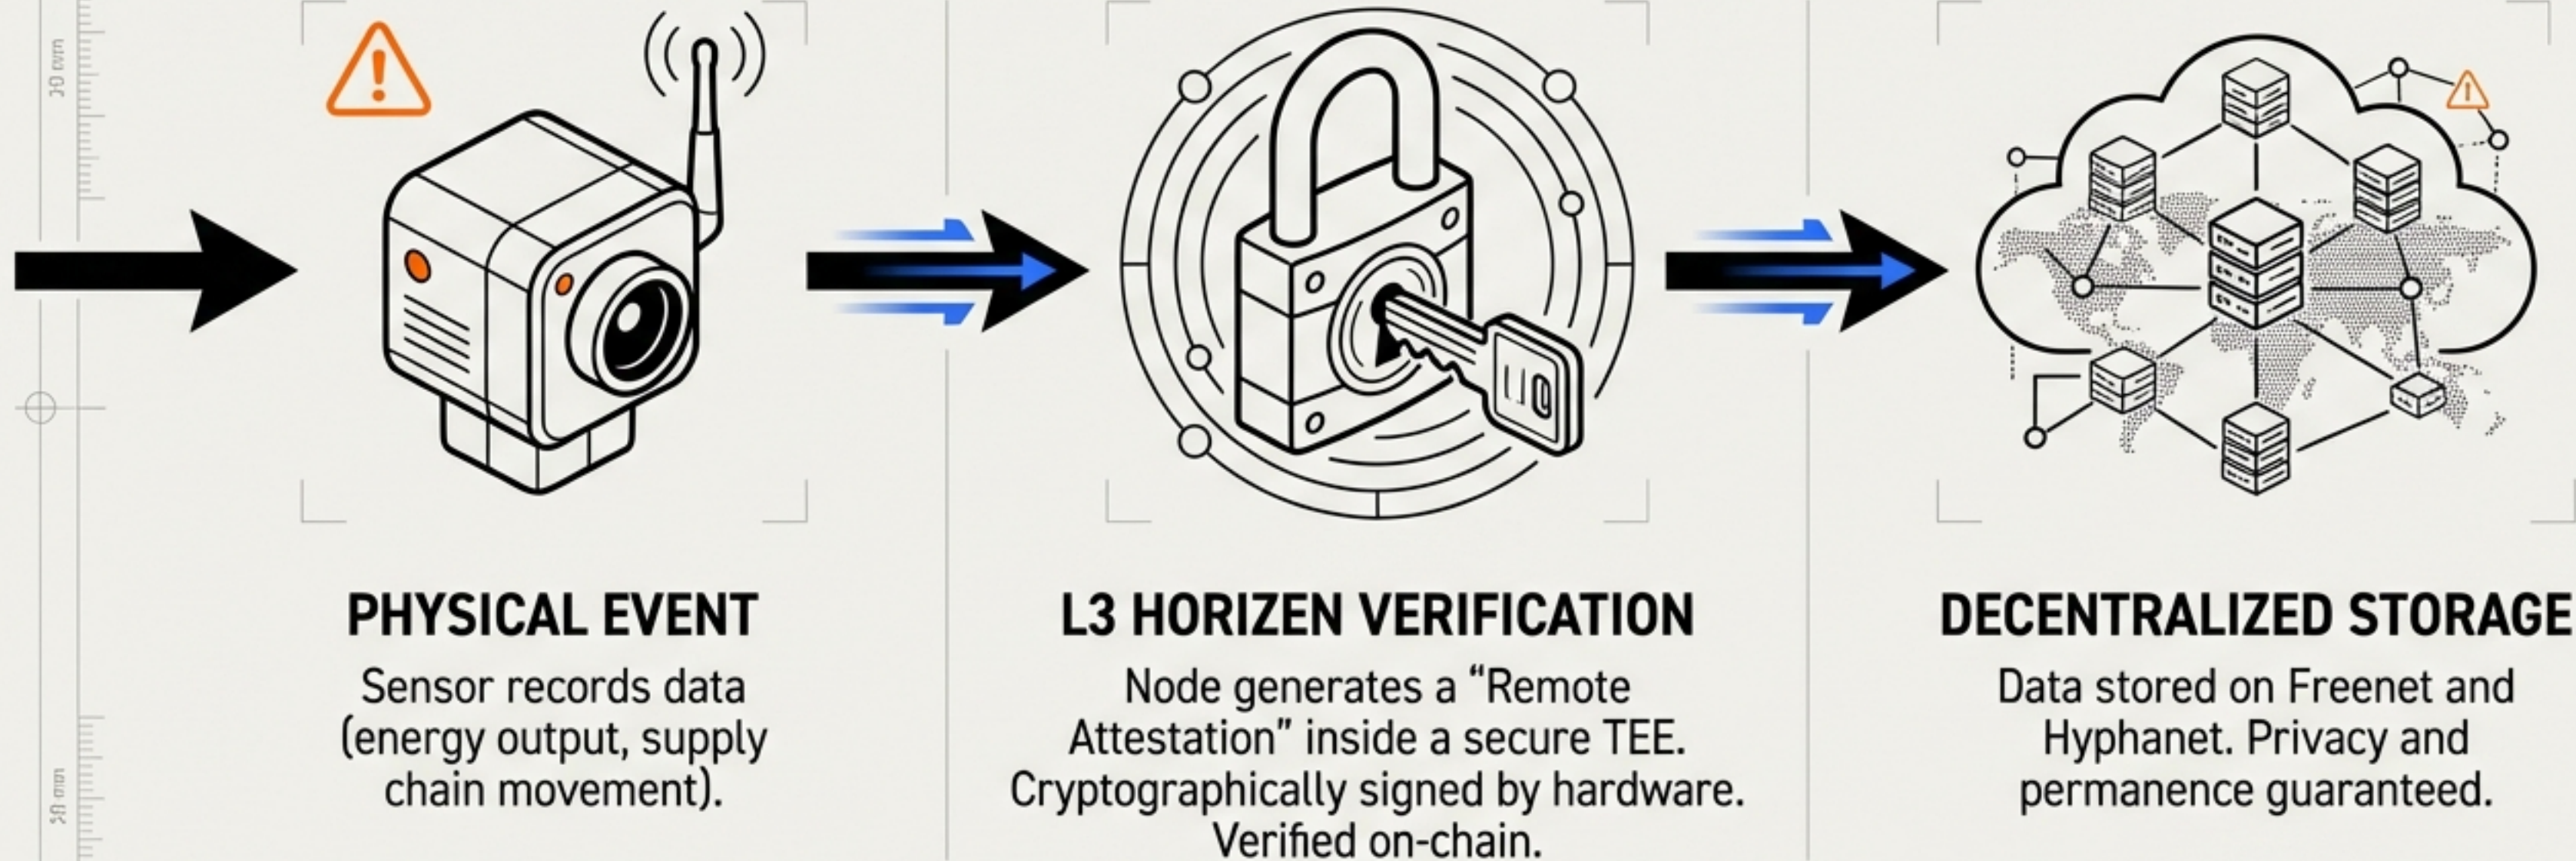 PHYSICAL EVENT
Sensor records data
(energy output, supply
chain movement).
L3 HORIZEN VERIFICATION
Node generates a “Remote
Attestation” inside a secure TEE.
Cryptographically signed by hardware.
Verified on-chain.
DECENTRALIZED STORAGE
Data stored on Freenet and
Hyphanet. Privacy and
permanence guaranteed.